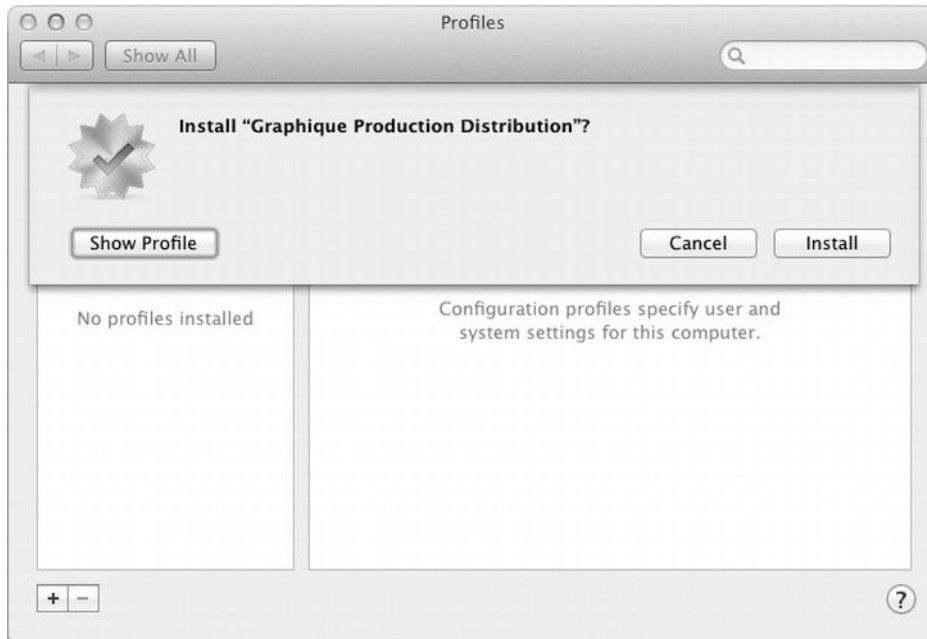 Profiles
Show All
Install “Graphique Production Distribution”?
Show Profile
Cancel
Install
No profiles installed
Configuration profiles specify user and
system settings for this computer.
+
−
?